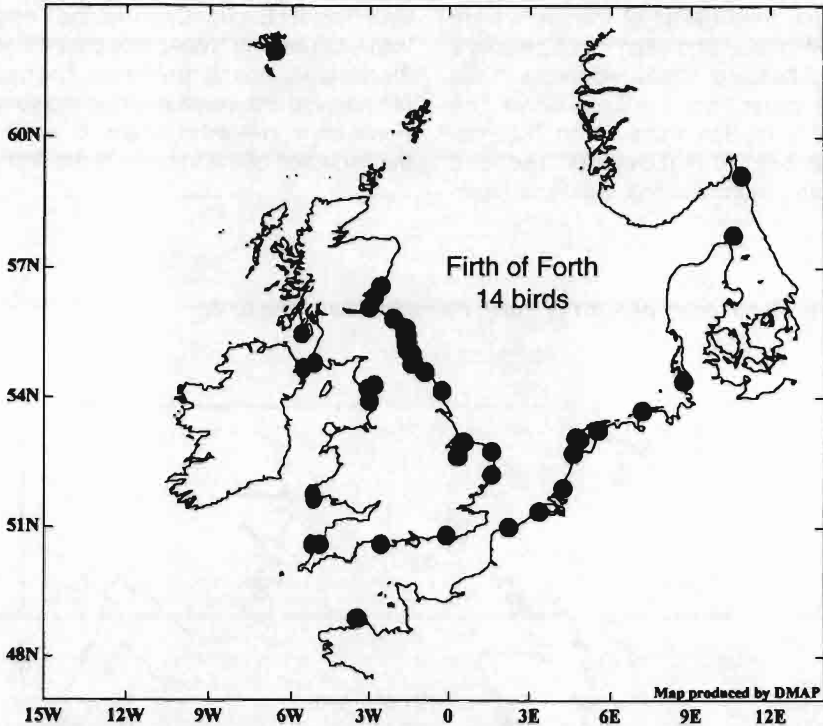 60N
57N
Firth of Forth
14 birds
54N
51N
48N
Map produced by DMAP
15W 12W 9W 6W 3W 0 3E 6E 9E 12E